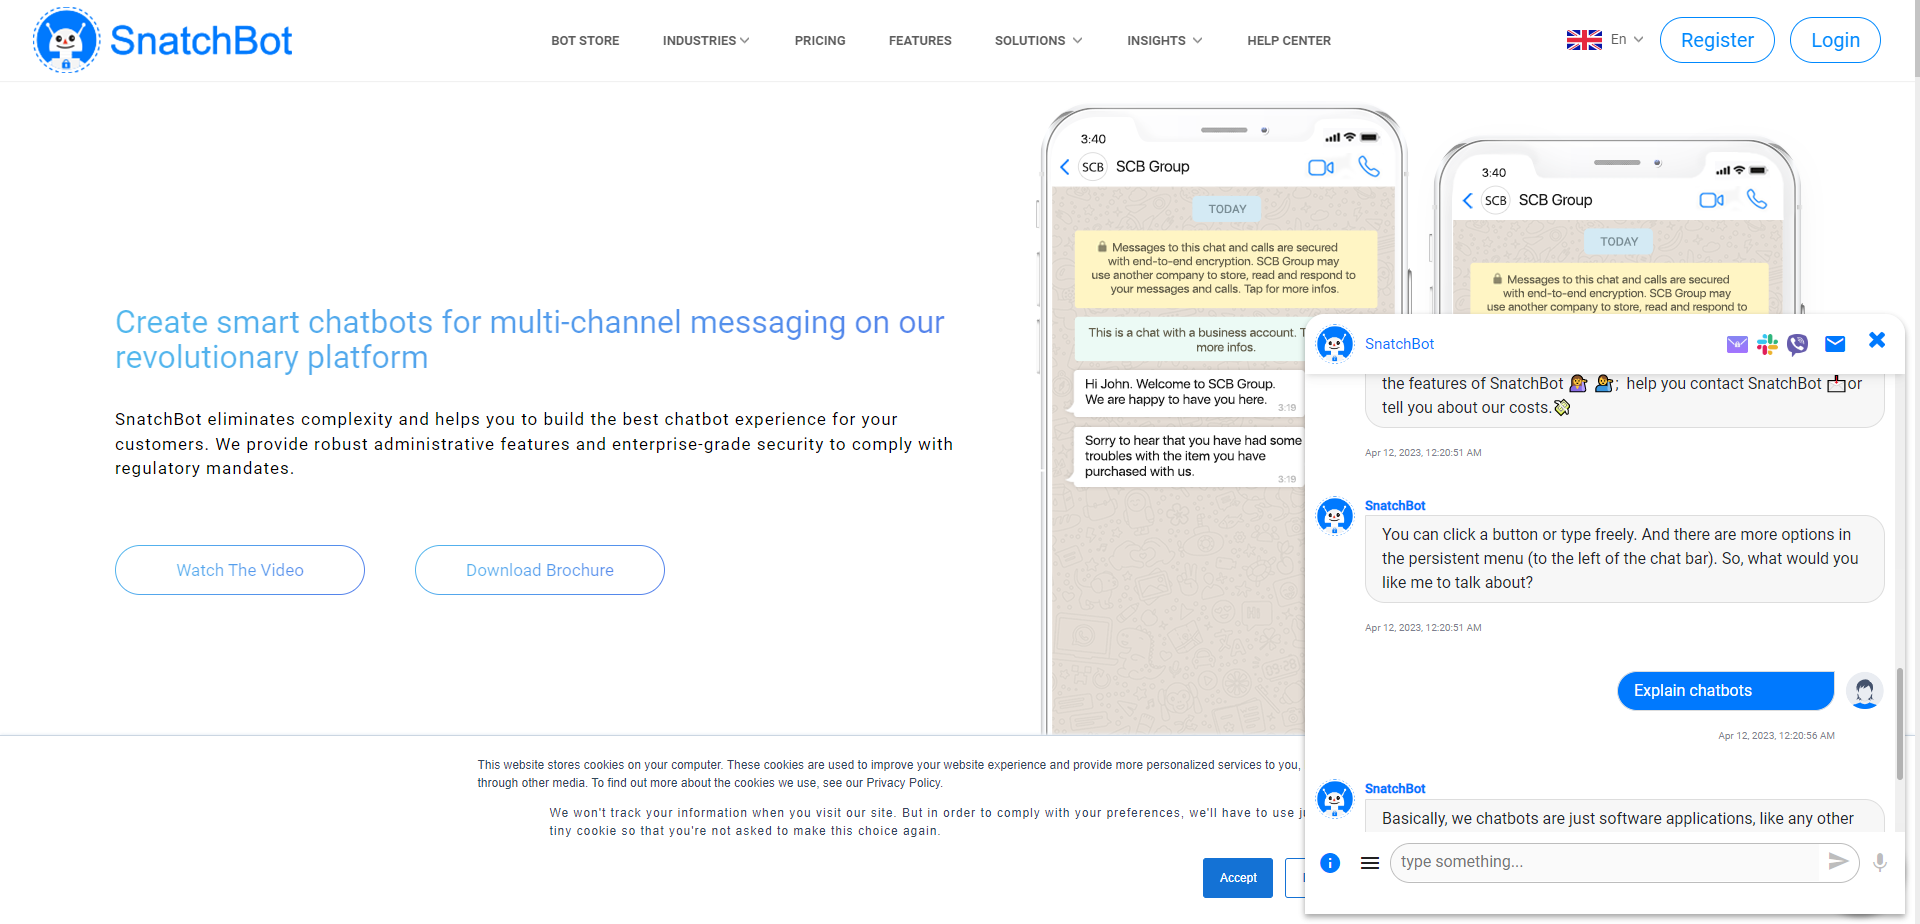 SnatchBot
BOT STORE
INDUSTRIES
PRICING
FEATURES
SOLUTIONS
INSIGHTS
HELP CENTER
En
Register
Login
Create smart chatbots for multi-channel messaging on our
revolutionary platform
SnatchBot eliminates complexity and helps you to build the best chatbot experience for your
customers. We provide robust administrative features and enterprise-grade security to comply with
regulatory mandates.
Watch The Video
Download Brochure
3:40
SCB
SCB Group
TODAY
Messages to this chat and calls are secured
with end-to-end encryption. SCB Group may
use another company to store, read and respond to
your messages and calls. Tap for more infos.
This is a chat with a business account. T
more infos.
Hi John. Welcome to SCB Group.
We are happy to have you here.
3:19
Sorry to hear that you have had some
troubles with the item you have
purchased with us.
3:19
3:40
SCB
SCB Group
TODAY
Messages to this chat and calls are secured
with end-to-end encryption. SCB Group may
use another company to store, read and respond to
SnatchBot
the features of SnatchBot 🙋‍♀️ 💁‍♂️; help you contact SnatchBot 📩or
tell you about our costs.💸
Apr 12, 2023, 12:20:51 AM
SnatchBot
You can click a button or type freely. And there are more options in
the persistent menu (to the left of the chat bar). So, what would you
like me to talk about?
Apr 12, 2023, 12:20:51 AM
Explain chatbots
Apr 12, 2023, 12:20:56 AM
SnatchBot
Basically, we chatbots are just software applications, like any other
type something...
This website stores cookies on your computer. These cookies are used to improve your website experience and provide more personalized services to you,
through other media. To find out more about the cookies we use, see our Privacy Policy.
We won't track your information when you visit our site. But in order to comply with your preferences, we'll have to use ju
tiny cookie so that you're not asked to make this choice again.
Accept